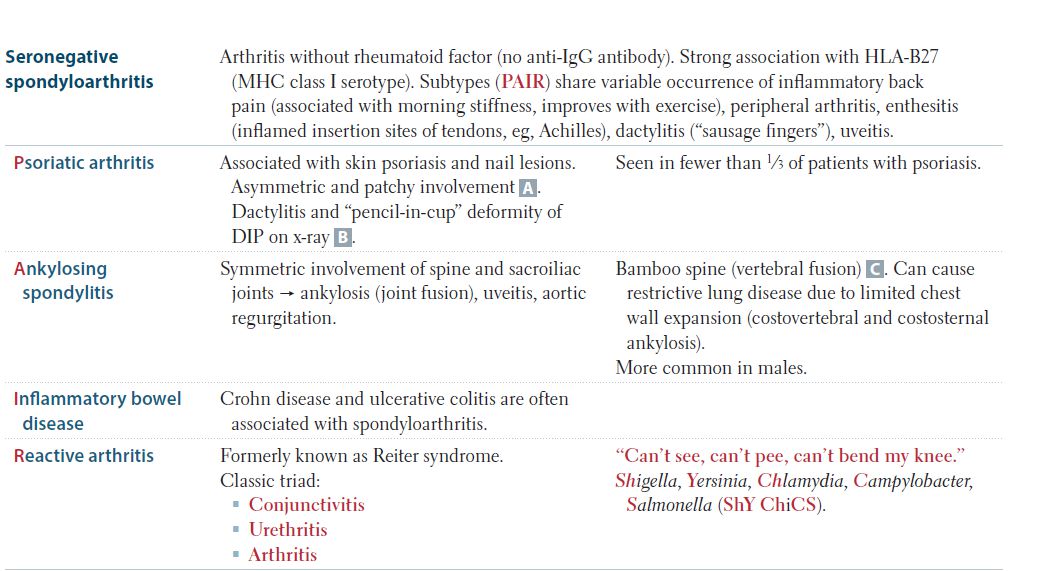 Seronegative
spondyloarthritis
Arthritis without rheumatoid factor (no anti-IgG antibody). Strong association with HLA-B27
(MHC class I serotype). Subtypes (PAIR) share variable occurrence of inflammatory back
pain (associated with morning stiffness, improves with exercise), peripheral arthritis, enthesitis
(inflamed insertion sites of tendons, eg, Achilles), dactylitis (“sausage fingers”), uveitis.
Psoriatic arthritis
Associated with skin psoriasis and nail lesions.
Asymmetric and patchy involvement A.
Dactylitis and “pencil-in-cup” deformity of
DIP on x-ray B.
Seen in fewer than 1/3 of patients with psoriasis.
Ankylosing
spondylitis
Symmetric involvement of spine and sacroiliac
joints → ankylosis (joint fusion), uveitis, aortic
regurgitation.
Bamboo spine (vertebral fusion) C. Can cause
restrictive lung disease due to limited chest
wall expansion (costovertebral and costosternal
ankylosis).
More common in males.
Inflammatory bowel
disease
Crohn disease and ulcerative colitis are often
associated with spondyloarthritis.
Reactive arthritis
Formerly known as Reiter syndrome.
Classic triad:
▪ Conjunctivitis
▪ Urethritis
▪ Arthritis
“Can’t see, can’t pee, can’t bend my knee.”
Shigella, Yersinia, Chlamydia, Campylobacter,
Salmonella (ShY ChiCS).